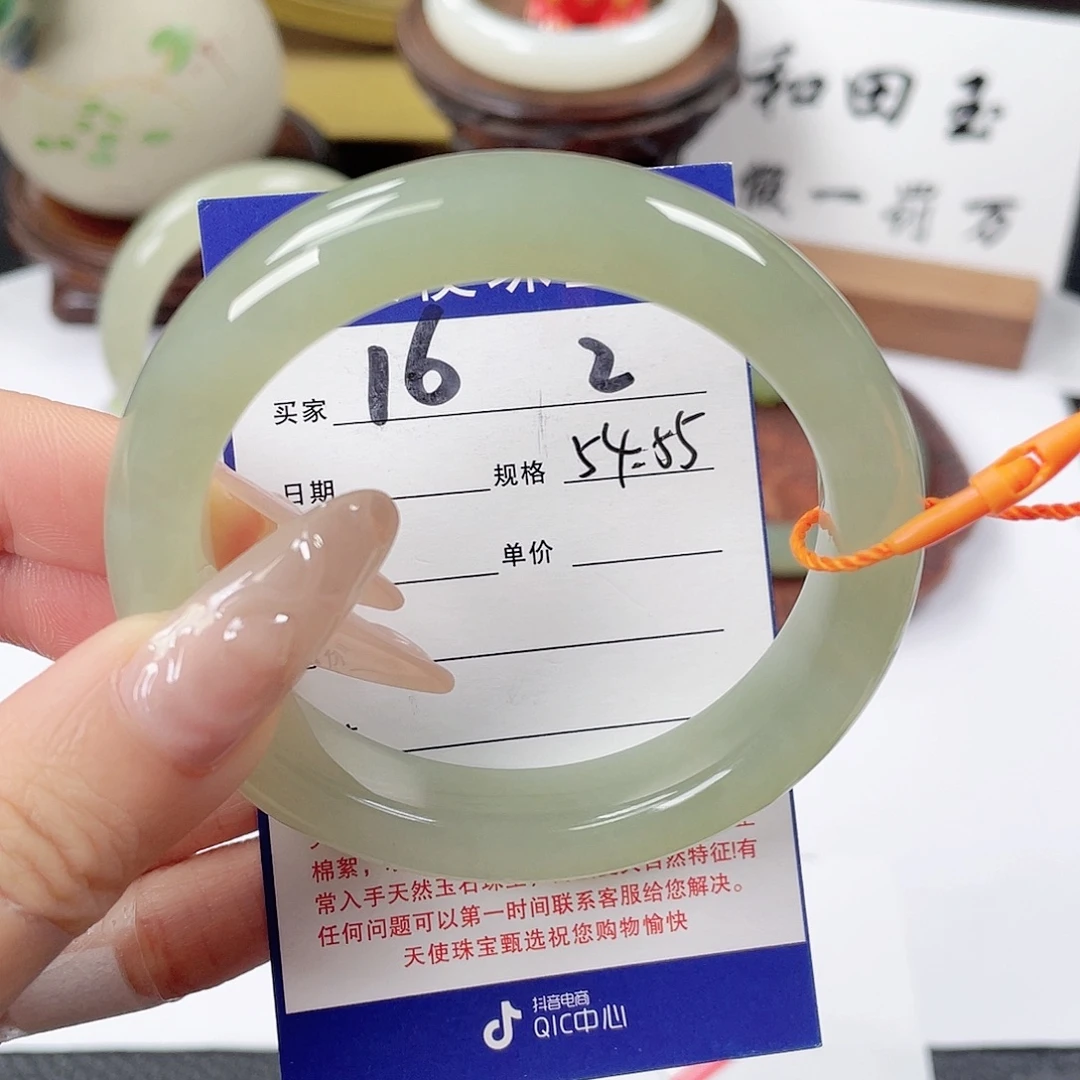 和田玉
假一罚万
买家 16 2
日期 规格 54-55
单价
棉絮，
常入手天然玉石珠宝，自然特征!有
任何问题可以第一时间联系客服给您解决。
天使珠宝甄选祝您购物愉快
抖音电商
QIC中心